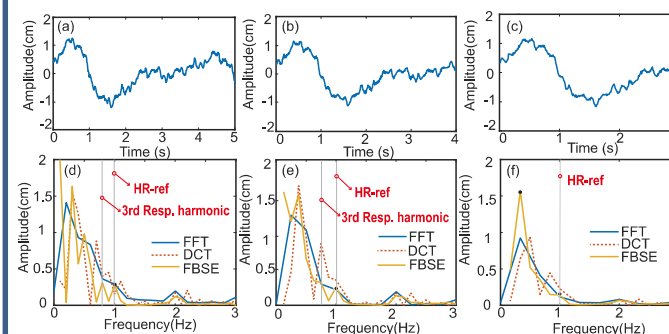 (a)
(b)
(c)
Amplitude(cm)
2
1
0
-1
-2
0 1 2 3 4 5
Time (s)
Amplitude(cm)
2
1
0
-1
-2
0 1 2 3 4
Time (s)
Amplitude(cm)
2
1
0
-1
-2
0 1 2
Time (s)
(d)
HR-ref
3rd Resp. harmonic
FFT
DCT
FBSE
Amplitude(cm)
2
1.5
1
0.5
0
0 1 2 3
Frequency(Hz)
(e)
HR-ref
3rd Resp. harmonic
FFT
DCT
FBSE
Amplitude(cm)
2
1.5
1
0.5
0
0 1 2 3
Frequency(Hz)
(f)
HR-ref
FFT
DCT
FBSE
Amplitude(cm)
2
1.5
1
0.5
0
0 1 2
Frequency(Hz)